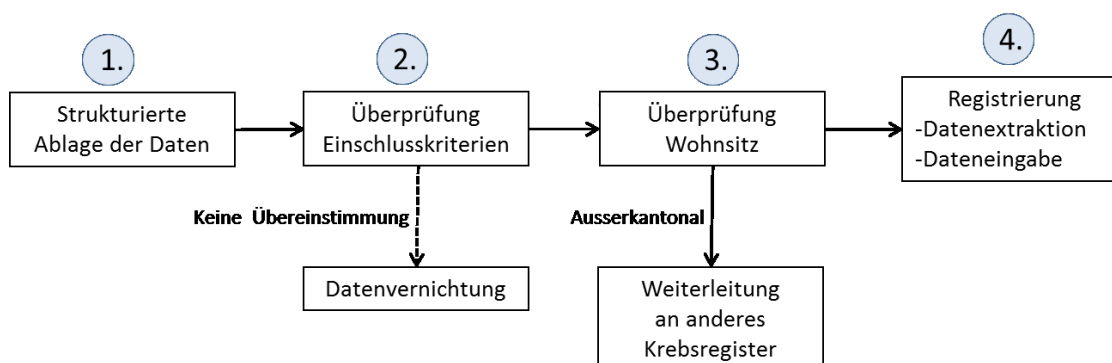 1.
Strukturierte
Ablage der Daten
2.
Überprüfung
Einschlusskriterien
Keine Übereinstimmung
Datenvernichtung
3.
Überprüfung
Wohnsitz
Ausserkantonal
Weiterleitung
an anderes
Krebsregister
4.
Registrierung
-Datenextraktion
-Dateneingabe